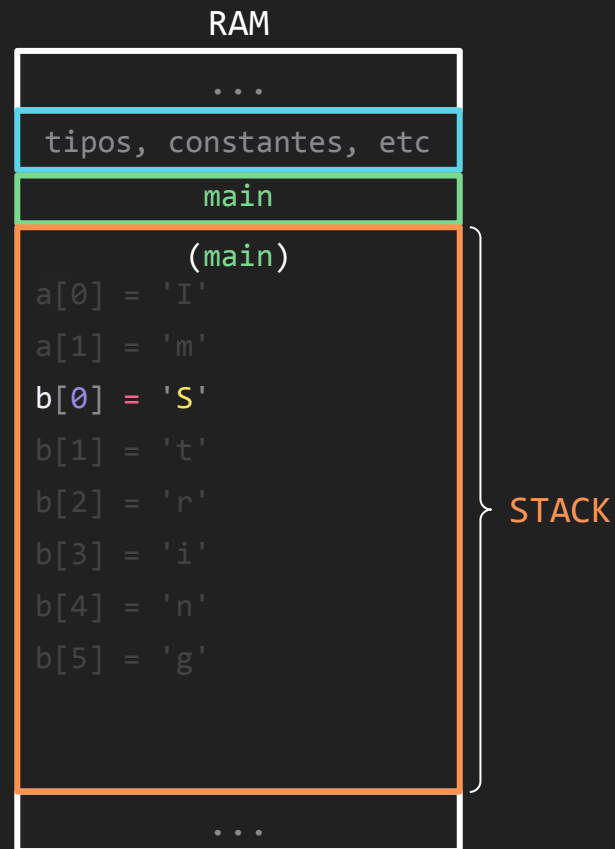 RAM
...
tipos, constantes, etc
main
(main)
a[0] = 'I'
a[1] = 'm'
b[0] = 'S'
b[1] = 't'
b[2] = 'r'
b[3] = 'i'
b[4] = 'n'
b[5] = 'g'
STACK
...